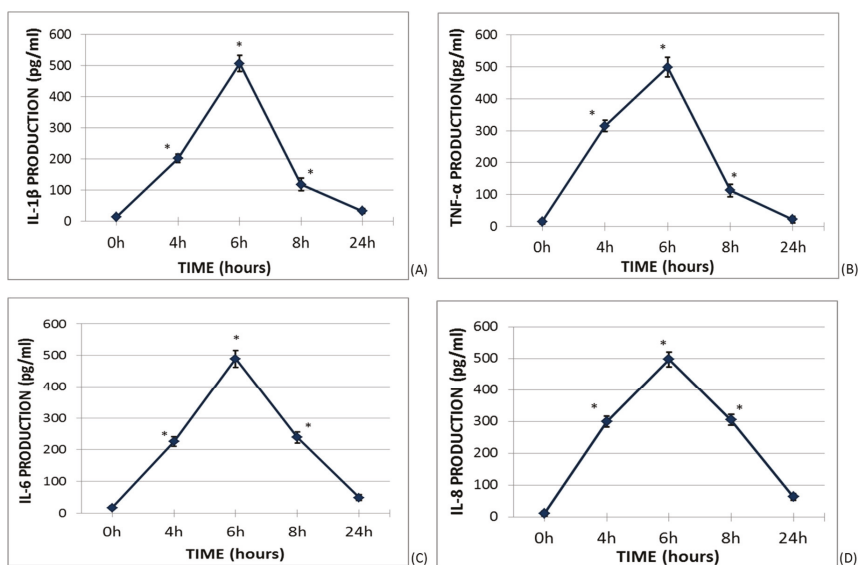 600
500
400
300
200
100
0
IL-1β PRODUCTION (pg/ml)
*
*
*
0h 4h 6h 8h 24h
TIME (hours)
(A)
600
500
400
300
200
100
0
TNF-α PRODUCTION(pg/ml)
*
*
*
0h 4h 6h 8h 24h
TIME (hours)
(B)
600
500
400
300
200
100
0
IL-6 PRODUCTION (pg/ml)
*
*
*
0h 4h 6h 8h 24h
TIME (hours)
(C)
600
500
400
300
200
100
0
IL-8 PRODUCTION (pg/ml)
*
*
*
0h 4h 6h 8h 24h
TIME (hours)
(D)